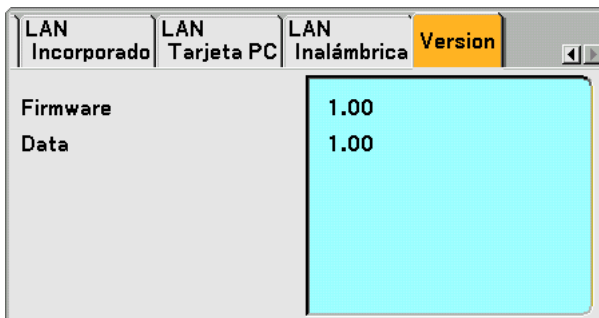 LAN LAN LAN
Incorporado Tarjeta PC Inalámbrica Version
Firmware 1.00
Data 1.00